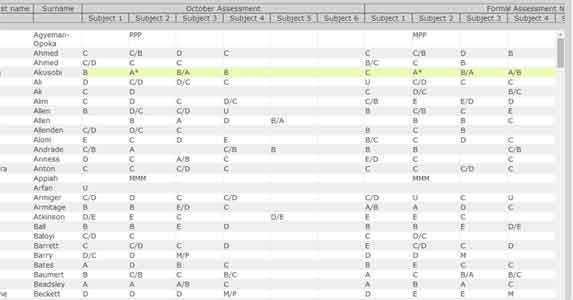 st name Surname October Assessment Formal Assessment N
Subject 1 Subject 2 Subject 3 Subject 4 Subject 5 Subject 6 Subject 1 Subject 2 Subject 3 Subject 4 S
Agyeman-Opoka PPP MPP
Ahmed C C/B D C C C/B D B
Ahmed C/D C C B/C C B
Akusobi B A* B/A B C A* B/A A/B
Ali D C/D D/C C U C/D C C
Ali C D C D/C B/C
Alim C D C D/C C/B E E/D D
Allen B D/C C/D U B C/B C E
Allen B A D B/A B B C
Allenden C/D D/C C B C B
Alom E C D E B/C C D C
Andrade C/B A C/B B B B C/B
Anness D C A/B C E/D C C
ra Anton C C C/D C C C C/D C
Appiah MMM MMM
Arfan U
Armiger C/D D C C/D C/D U C U
Armitage B B E/D C A/B A D C
Atkinson D/E E C D/E E E C
Ball B B E D B B E D/E
Baloyi C/D C C D/C
Barrett C C/D C D E C/D C D
Barry D/C D M/P D D M
Bates A D B C B E C C
Baumert B C/B C B/C A C B/A B/C
Beadsley A A A/B C A B A C
ne Beckett D D D M/P D E E M